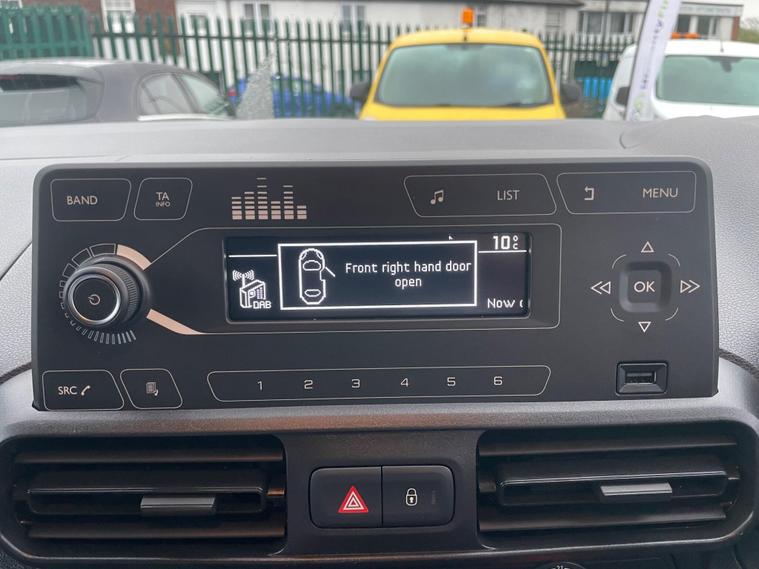 BAND
TA
INFO
LIST
MENU
10°C
Front right hand door
open
DAB
Now
OK
SRC
1 2 3 4 5 6